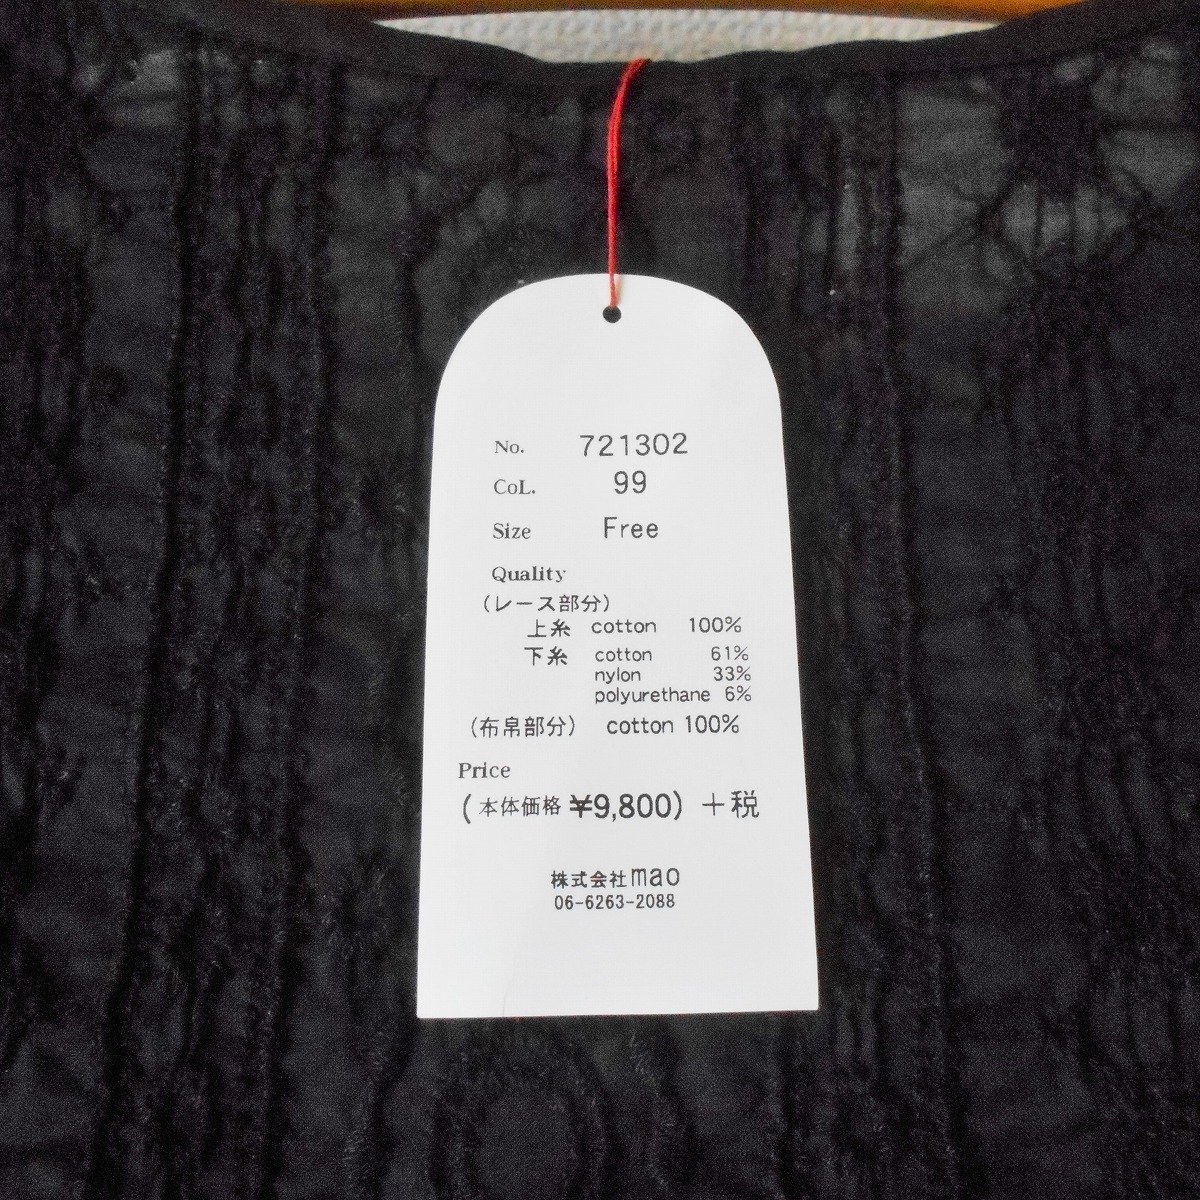 No. 721302
CoL. 99
Size Free
Quality
(レース部分)
上糸 cotton 100%
下糸 cotton 61%
nylon 33%
polyurethane 6%
(布帛部分) cotton 100%
Price
(本体価格 ¥9,800) +税
株式会社mao
06-6263-2088